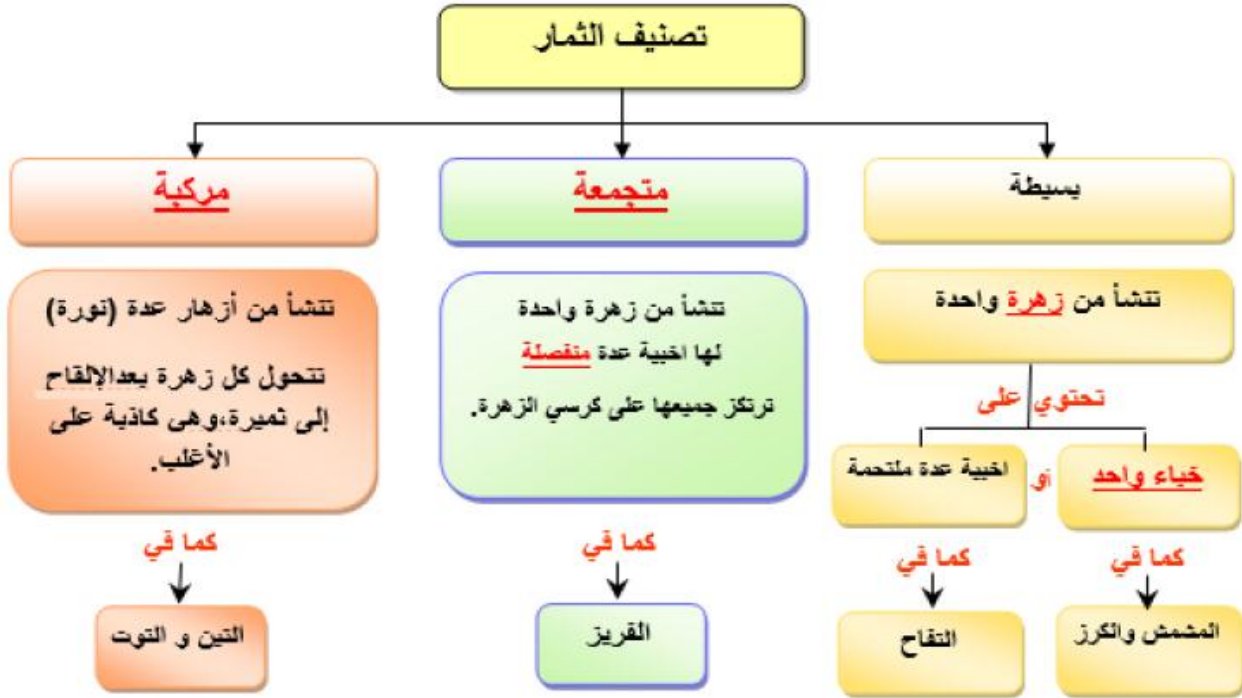 تصنيف الثمار
بسيطة
متجمعة
مركبة
تنشأ من زهرة واحدة
تحتوي على
خباء واحد
أو
اخبية عدة ملتحمة
كما في
المشمش والكرز
كما في
التفاح
تنشأ من زهرة واحدة
لها اخبية عدة منفصلة
ترتكز جميعها على كرسي الزهرة.
كما في
الفريز
تنشأ من أزهار عدة (نورة)
تتحول كل زهرة بعدالإلقاح
إلى ثميرة،وهى كاذبة على
الأغلب.
كما في
التين و التوت